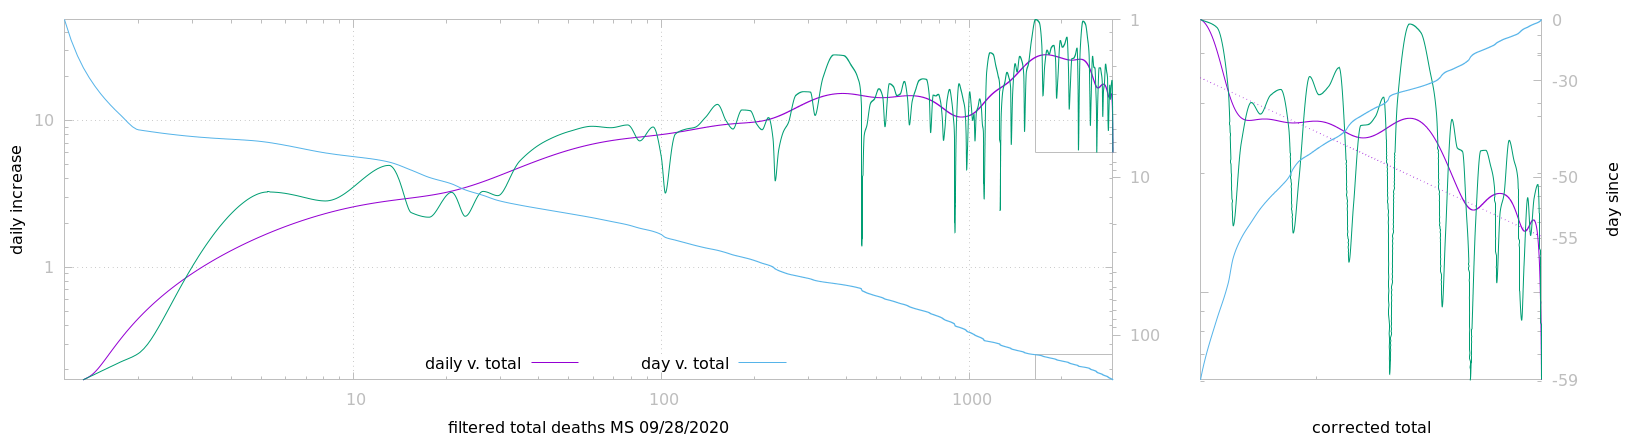 daily increase
10
1
daily v. total
day v. total
10
100
1000
filtered total deaths MS 09/28/2020
1
10
100
0
-30
-50
-55
-59
day since
corrected total